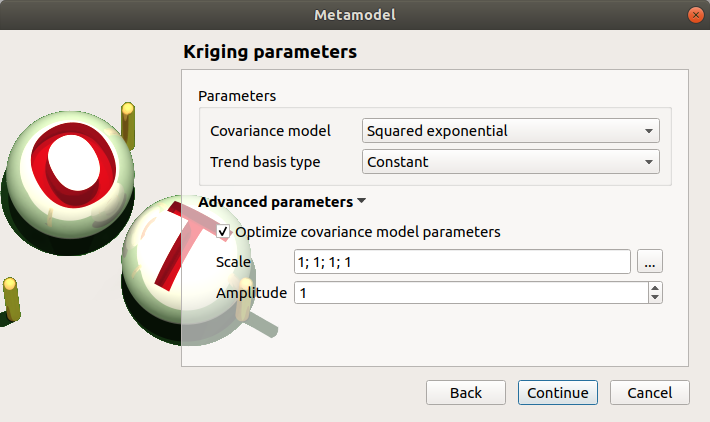 Metamodel
Kriging parameters
Parameters
Covariance model Squared exponential
Trend basis type Constant
Advanced parameters
Optimize covariance model parameters
Scale 1; 1; 1; 1 ...
Amplitude 1
O
T
Back Continue Cancel